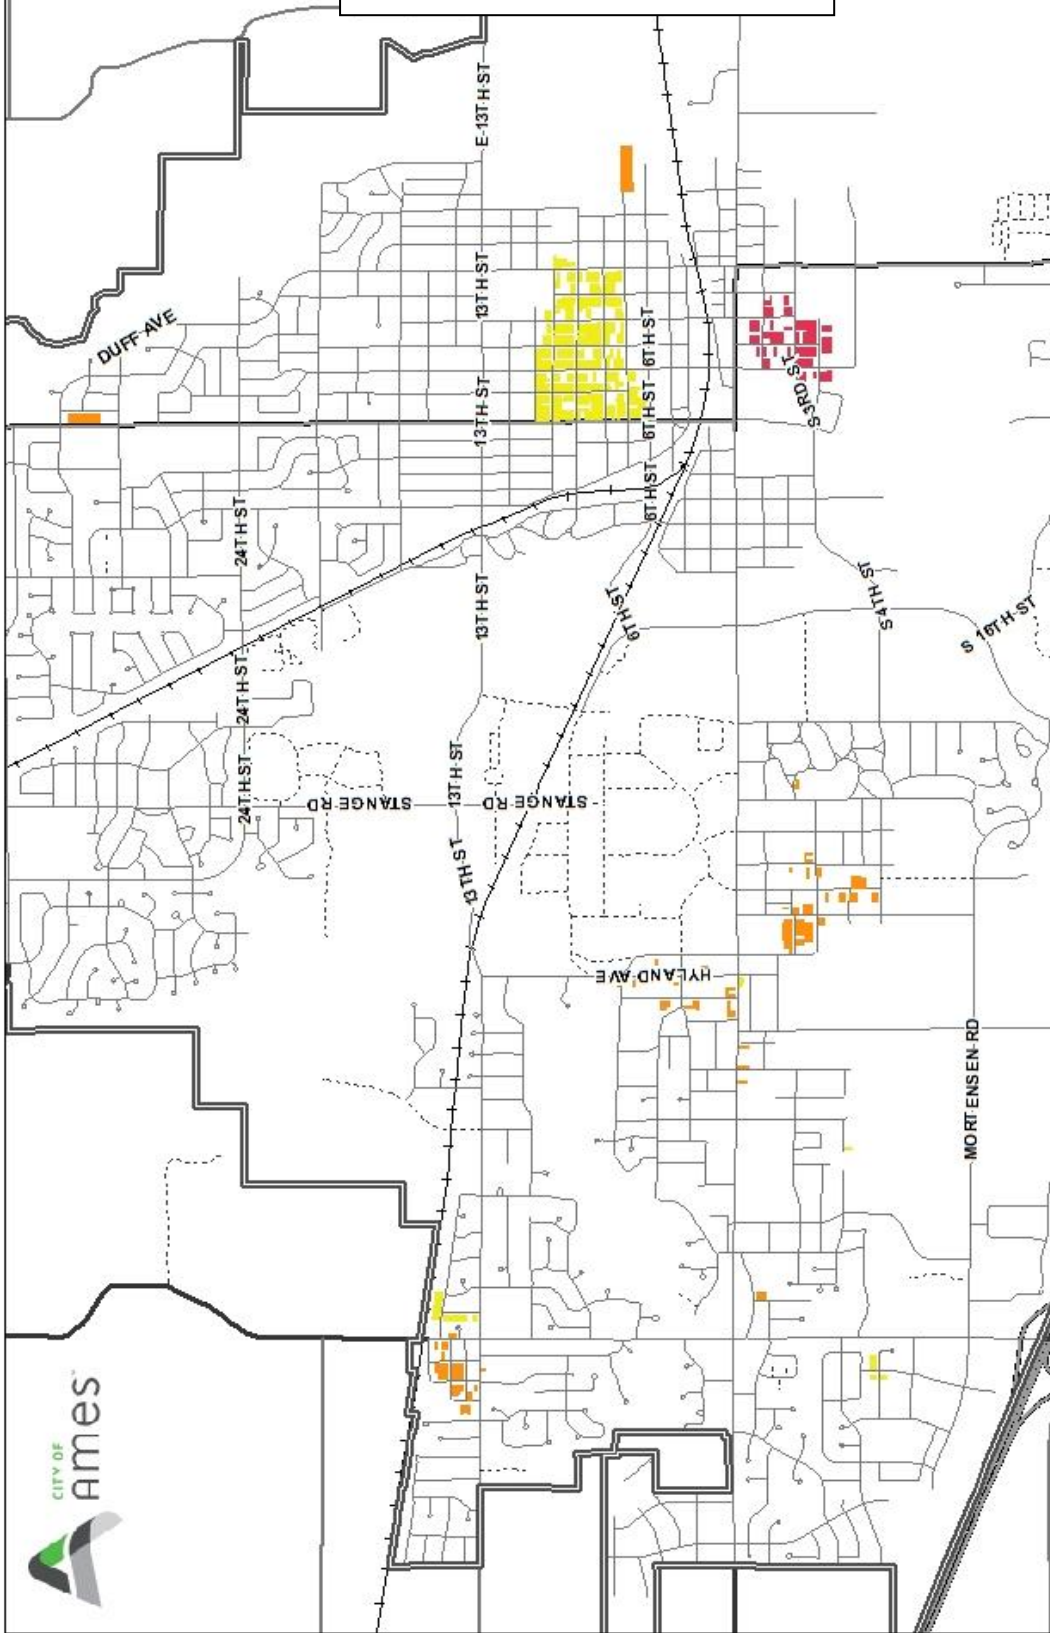 CITY OF
Ames
DUFF AVE
E 13TH ST
13TH ST
13TH ST
13TH ST
13TH ST
13TH ST
24TH ST
24TH ST
24TH ST
6TH ST
6TH ST
6TH ST
6TH ST
S 3RD ST
S 4TH ST
S 16TH ST
STANGE RD
STANGE RD
HYLAND AVE
MORTENSEN RD